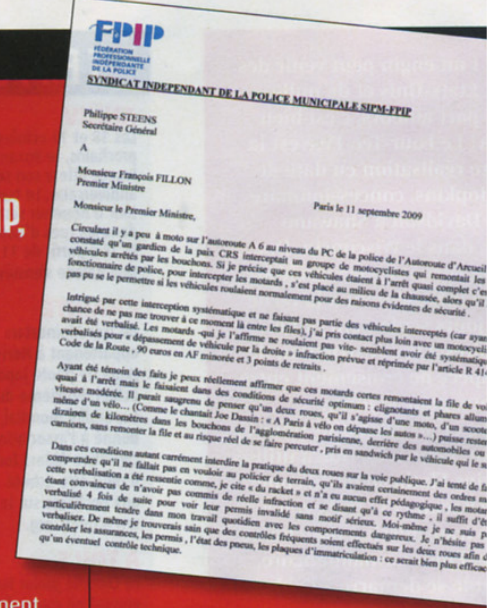 FPIP
FÉDÉRATION
PROFESSIONNELLE
INDÉPENDANTE
DE LA POLICE
SYNDICAT INDEPENDANT DE LA POLICE MUNICIPALE SIPM-FPIP
Philippe STEENS
Secrétaire Général
A
Monsieur François FILLON
Premier Ministre
Paris le 11 septembre 2009
Monsieur le Premier Ministre,
Circulant il y a peu à moto sur l'autoroute A 6 au niveau du PC de la police de l'Autoroute d'Arcueil
constaté qu'un gardien de la paix CRS interceptait un groupe de motocyclistes qui remontait les
véhicules arrêtés par les bouchons. Si je précise que ces véhicules étaient à l'arrêt quasi complet c'es
fonctionnaire de police, pour intercepter les motards , s'est placé au milieu de la chaussée, alors qu'il
pas pu se le permettre si les véhicules roulaient normalement pour des raisons évidentes de sécurité .
Intrigué par cette interception systématique et ne faisant pas partie des véhicules interceptés (car ayan
chance de ne pas me trouver à ce moment là entre les files), j'ai pris contact plus loin avec un motocycli
avait été verbalisé. Les motards -qui je l'affirme ne roulaient pas vite- semblent avoir été systématiqu
verbalisés pour « dépassement de véhicule par la droite » infraction prévue et réprimée par l'article R 414
Code de la Route , 90 euros en AF minorée et 3 points de retraits .
Ayant été témoin des faits je peux réellement affirmer que ces motards certes remontaient la file de voi
quasi à l'arrêt mais le faisaient dans des conditions de sécurité optimum : clignotants et phares allum
vitesse modérée. Il paraît saugrenu de penser qu'un deux roues, qu'il s'agisse d'une moto, d'un scoo
même d'un vélo... (Comme le chantait Joe Dassin : « A Paris à vélo on dépasse les autos »...) puisse restar
dizaines de kilomètres dans les bouchons de l'agglomération parisienne, derrière des automobiles ou
camions, sans remonter la file et au risque réel de se faire percuter , pris en sandwich par le véhicule qui le s
Dans ces conditions autant carrément interdire la pratique du deux roues sur la voie publique. J'ai tenté de fa
comprendre qu'il ne fallait pas en vouloir au policier de terrain, qu'ils avaient certainement des ordres m
cette verbalisation a été ressentie comme, je cite « du racket » et n'a eu aucun effet pédagogique , les motar
étant convaincus de n'avoir pas commis de réelle infraction et se disant qu'à ce rythme , il suffit d'êt
verbalisé 4 fois de suite pour voir leur permis invalidé sans motif sérieux. Moi-même je ne suis p
particulièrement tendre dans mon travail quotidien avec les comportements dangereux. Je n'hésite pas
verbaliser. De même je trouverais sain que des contrôles fréquents soient effectués sur les deux roues afin d
contrôler les assurances, les permis , l'état des pneus, les plaques d'immatriculation : ce serait bien plus efficac
qu'un éventuel contrôle technique.
IP,
ment